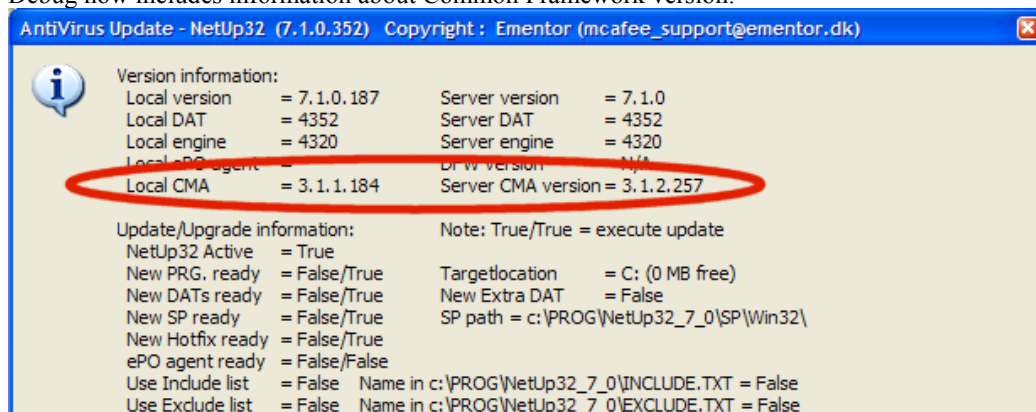 Debug now includes information about Common Framework version.
AntiVirus Update - NetUp32 (7.1.0.352) Copyright : Ementor (mcafee_support@ementor.dk)
Version information:
Local version = 7.1.0.187 Server version = 7.1.0
Local DAT = 4352 Server DAT = 4352
Local engine = 4320 Server engine = 4320
Local ePO agent = DFW version = N/A
Local CMA = 3.1.1.184 Server CMA version = 3.1.2.257
Update/Upgrade information: Note: True/True = execute update
NetUp32 Active = True
New PRG. ready = False/True Targetlocation = C: (0 MB free)
New DATs ready = False/True New Extra DAT = False
New SP ready = False/True SP path = c:\PROG\NetUp32_7_0\SP\Win32\
New Hotfix ready = False/True
ePO agent ready = False/False
Use Include list = False Name in c:\PROG\NetUp32_7_0\INCLUDE.TXT = False
Use Exclude list = False Name in c:\PROG\NetUp32_7_0\EXCLUDE.TXT = False